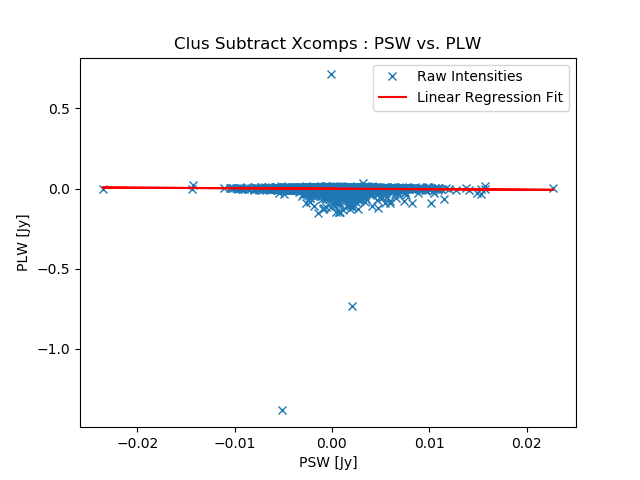 Clus Subtract Xcomps : PSW vs. PLW
Raw Intensities
Linear Regression Fit
PLW [Jy]
0.5
0.0
−0.5
−1.0
−0.02
−0.01
0.00
0.01
0.02
PSW [Jy]